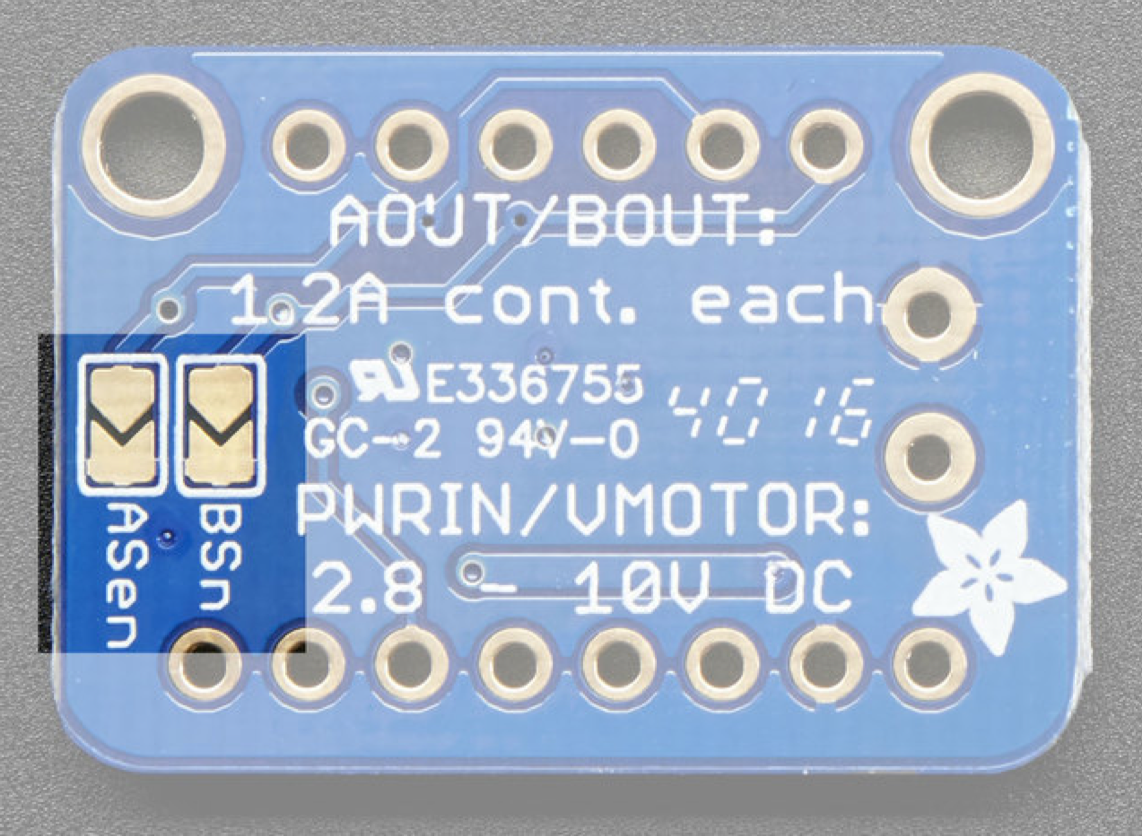 AOUT/BOUT:
1.2A cont. each
E336755
GC-2 94V-0
4016
PWRIN/VMOTOR:
2.8 - 10V DC
ASen
BSn